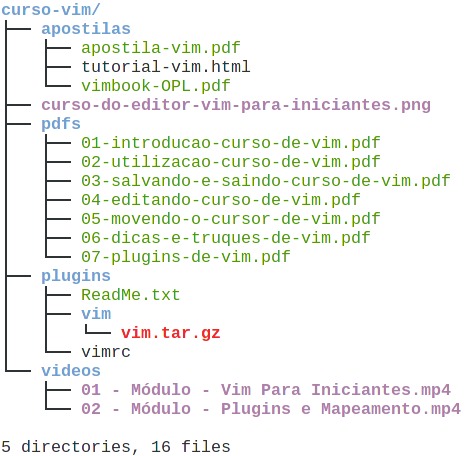 curso-vim/
├── apostilas
│   ├── apostila-vim.pdf
│   ├── tutorial-vim.html
│   └── vimbook-OPL.pdf
├── curso-do-editor-vim-para-iniciantes.png
├── pdfs
│   ├── 01-introducao-curso-de-vim.pdf
│   ├── 02-utilizacao-curso-de-vim.pdf
│   ├── 03-salvando-e-saindo-curso-de-vim.pdf
│   ├── 04-editando-curso-de-vim.pdf
│   ├── 05-movendo-o-cursor-de-vim.pdf
│   ├── 06-dicas-e-truques-de-vim.pdf
│   └── 07-plugins-de-vim.pdf
├── plugins
│   ├── ReadMe.txt
│   ├── vim
│   │   └── vim.tar.gz
│   └── vimrc
└── videos
    ├── 01 - Módulo - Vim Para Iniciantes.mp4
    └── 02 - Módulo - Plugins e Mapeamento.mp4
5 directories, 16 files